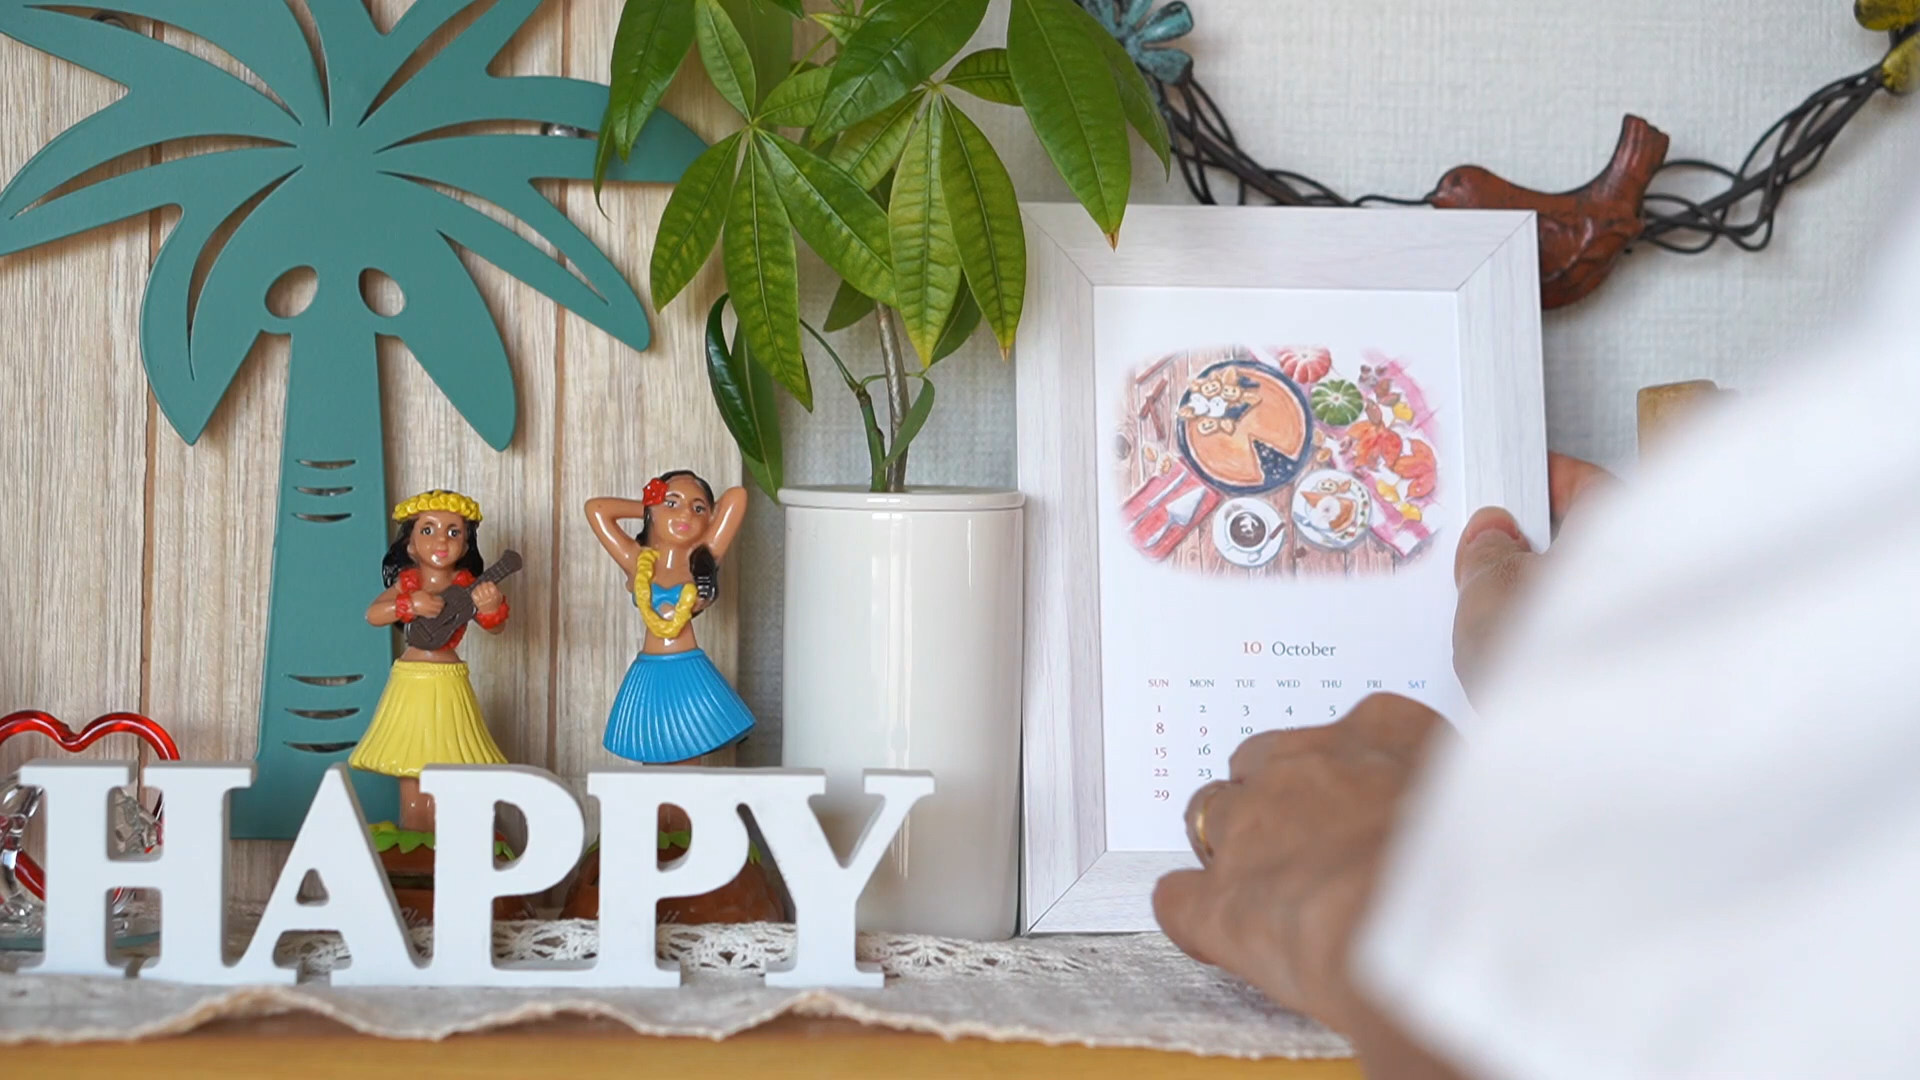 HAPPY
10 October
SUN MON TUE WED THU FRI SAT
1 2 3 4 5
8 9 10
15 16
22 23
29